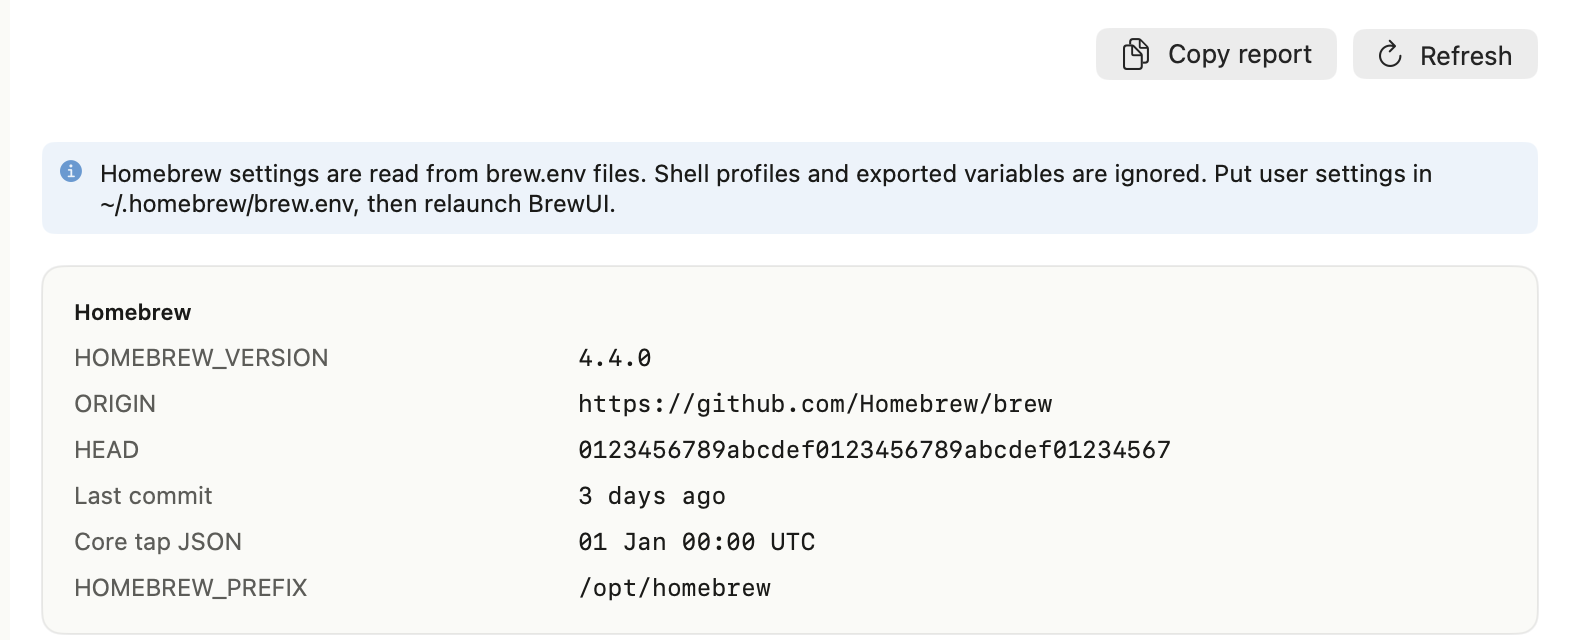 Copy report
Refresh
Homebrew settings are read from brew.env files. Shell profiles and exported variables are ignored. Put user settings in
~/.homebrew/brew.env, then relaunch BrewUI.
Homebrew
HOMEBREW_VERSION 4.4.0
ORIGIN https://github.com/Homebrew/brew
HEAD 0123456789abcdef0123456789abcdef01234567
Last commit 3 days ago
Core tap JSON 01 Jan 00:00 UTC
HOMEBREW_PREFIX /opt/homebrew